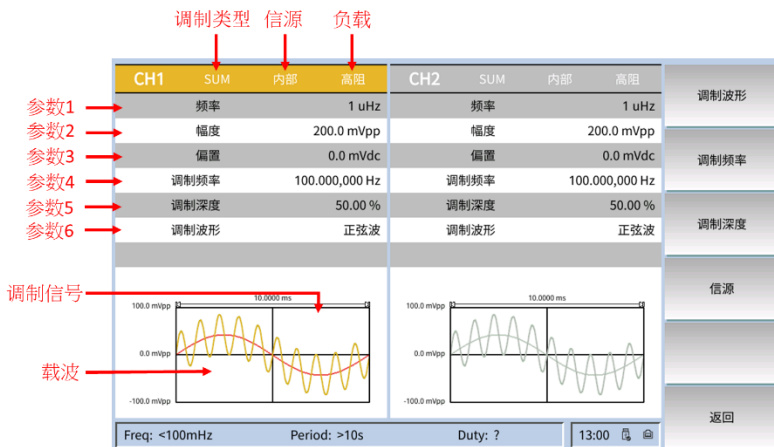 调制类型 信源 负载
CH1 SUM 内部 高阻 CH2 SUM 内部 高阻
调制波形
参数1 频率 1 uHz 频率 1 uHz
参数2 幅度 200.0 mVpp 幅度 200.0 mVpp
参数3 偏置 0.0 mVdc 偏置 0.0 mVdc
调制频率
参数4 调制频率 100.000,000 Hz 调制频率 100.000,000 Hz
参数5 调制深度 50.00 % 调制深度 50.00 %
调制深度
参数6 调制波形 正弦波 调制波形 正弦波
信源
调制信号
10.0000 ms 10.0000 ms
100.0 mVpp 100.0 mVpp
0.0 mVpp 0.0 mVpp
载波
-100.0 mVpp -100.0 mVpp
返回
Freq: <100mHz Period: >10s Duty: ? 13:00